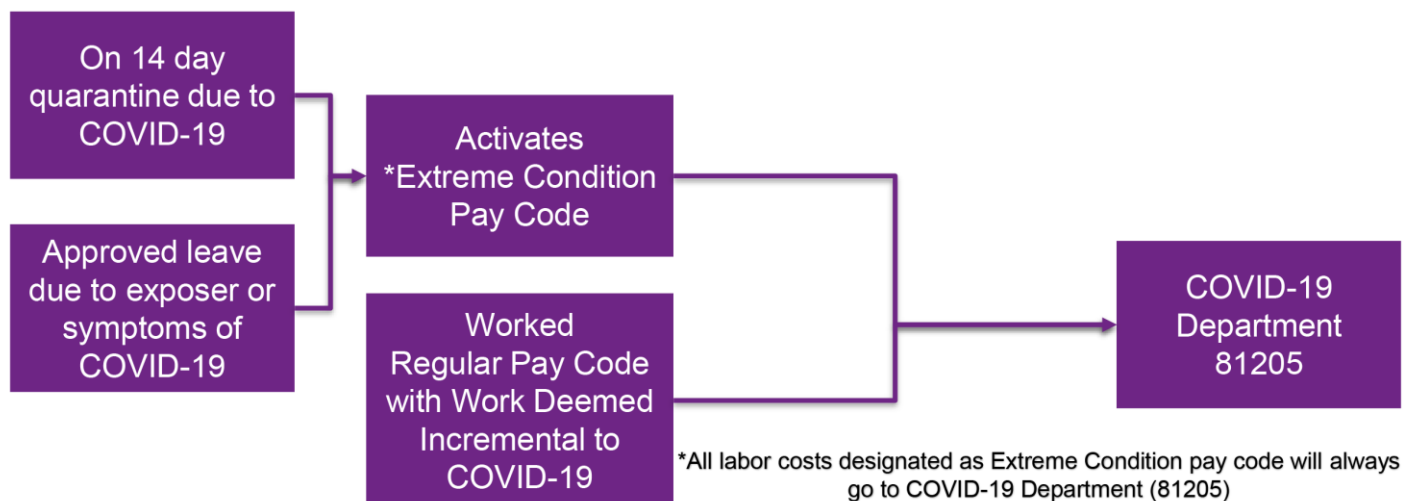 On 14 day
quarantine due to
COVID-19
Approved leave
due to exposer or
symptoms of
COVID-19
Activates
*Extreme Condition
Pay Code
Worked
Regular Pay Code
with Work Deemed
Incremental to
COVID-19
COVID-19
Department
81205
*All labor costs designated as Extreme Condition pay code will always
go to COVID-19 Department (81205)